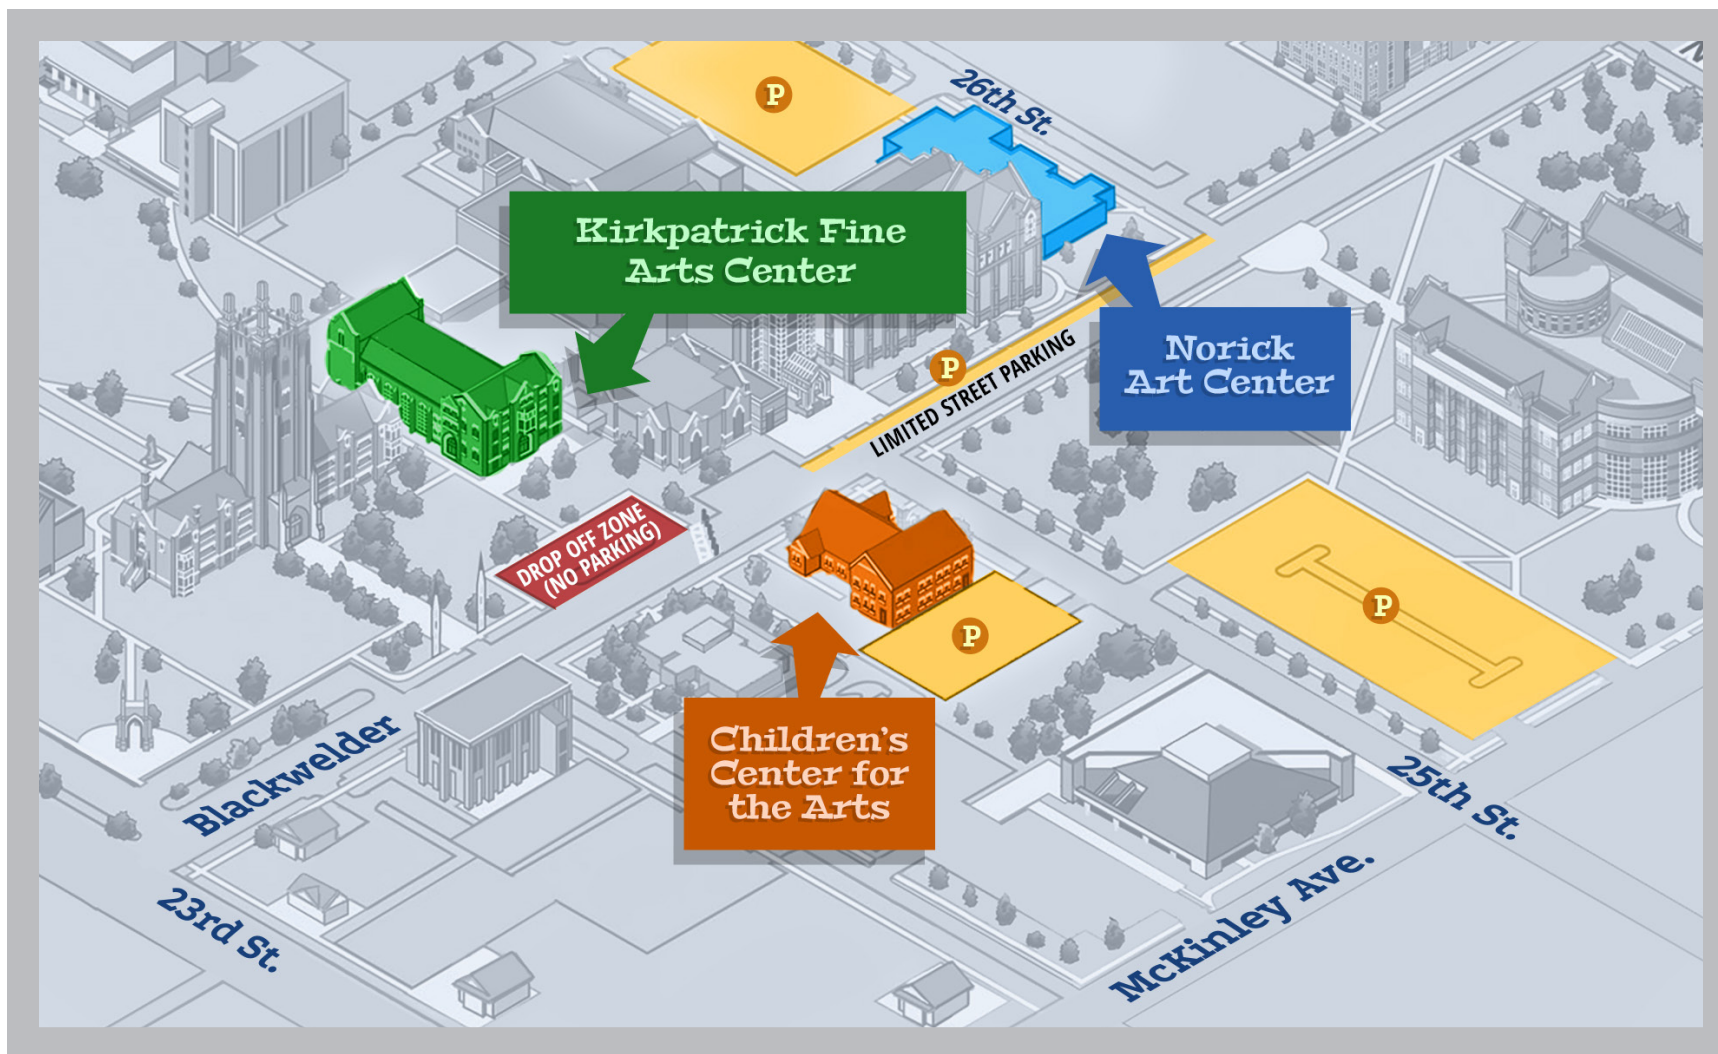 P
26th St.
Kirkpatrick Fine
Arts Center
Norick
Art Center
P
LIMITED STREET PARKING
DROP OFF ZONE
(NO PARKING)
P
P
Children's
Center for
the Arts
Blackwelder
25th St.
23rd St.
McKinley Ave.